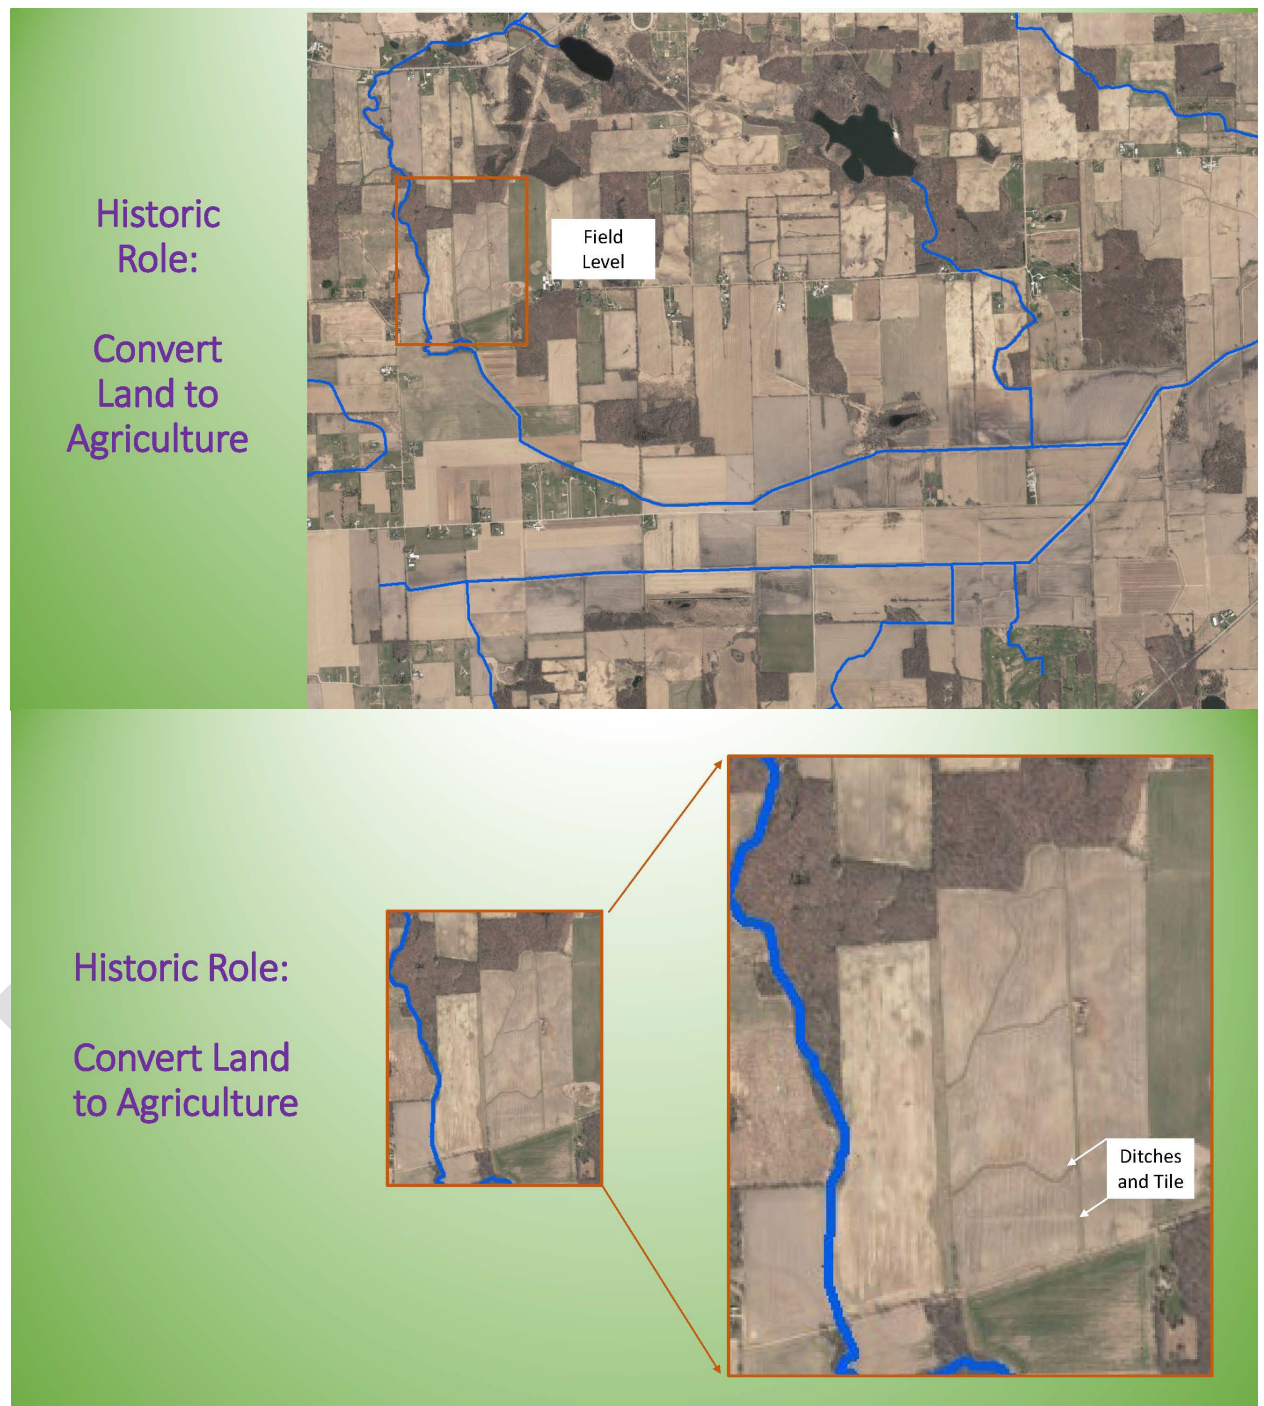 Historic
Role:
Convert
Land to
Agriculture
Field
Level
Historic Role:
Convert Land
to Agriculture
Ditches
and Tile